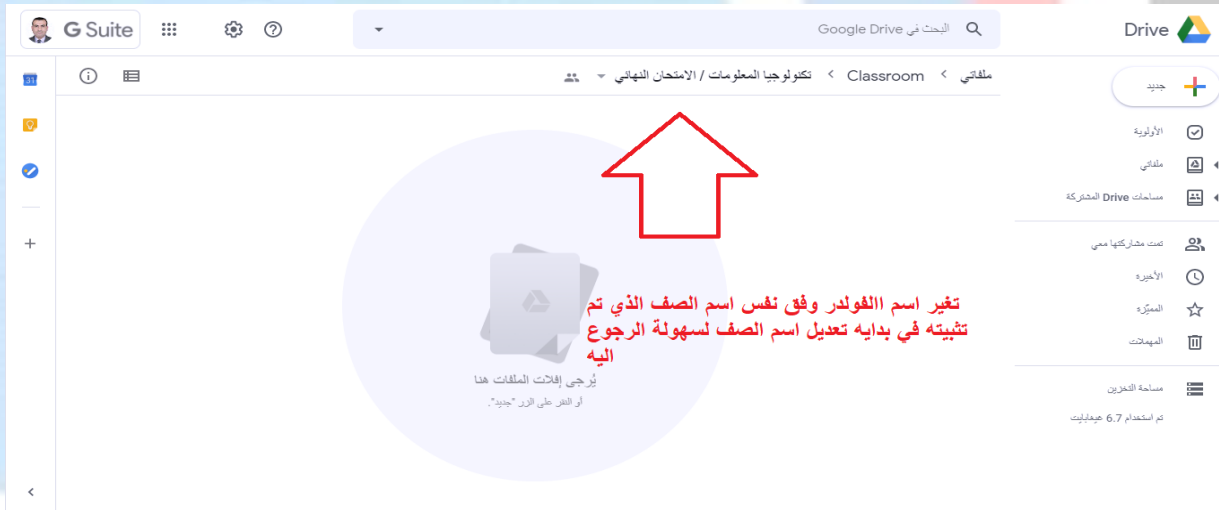 Drive
البحث في Google Drive
G Suite
جديد
ملفاتي > Classroom > تكنولوجيا المعلومات / الامتحان النهائي
31
الأولوية
ملفاتي
مساحات Drive المشتركة
تمت مشاركتها معي
الأخيرة
المميّزة
المهملات
مساحة التخزين
تم استخدام 6.7 غيغابايت
تغير اسم االفولدر وفق نفس اسم الصف الذي تم
تثبيته في بدايه تعديل اسم الصف لسهولة الرجوع
اليه
يُرجى إفلات الملفات هنا
أو النقر على الزر "جديد".